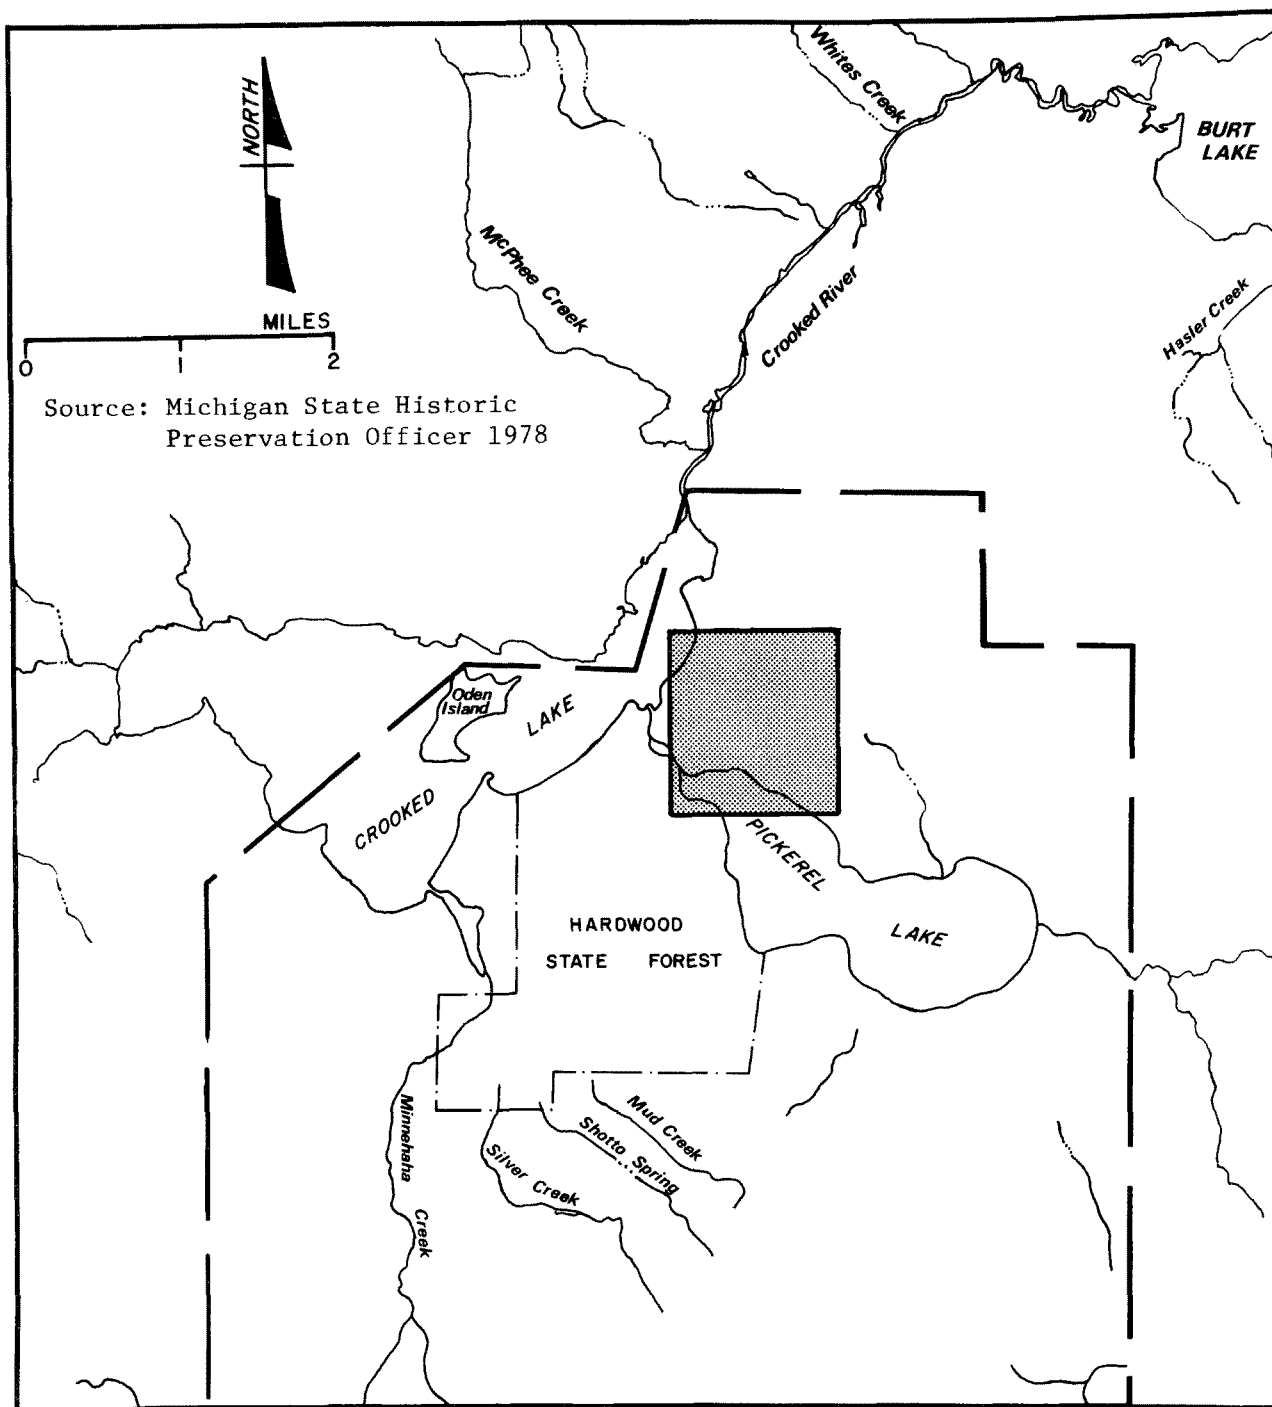 Whites Creek
BURT
LAKE
NORTH
McPhee Creek
Crooked River
Hasler Creek
MILES
0 1 2
Source: Michigan State Historic
Preservation Officer 1978
Oden
Island
LAKE
CROOKED
PICKEREL
LAKE
HARDWOOD
STATE FOREST
Minnehaha
Creek
Mud Creek
Shotto Spring
Silver Creek